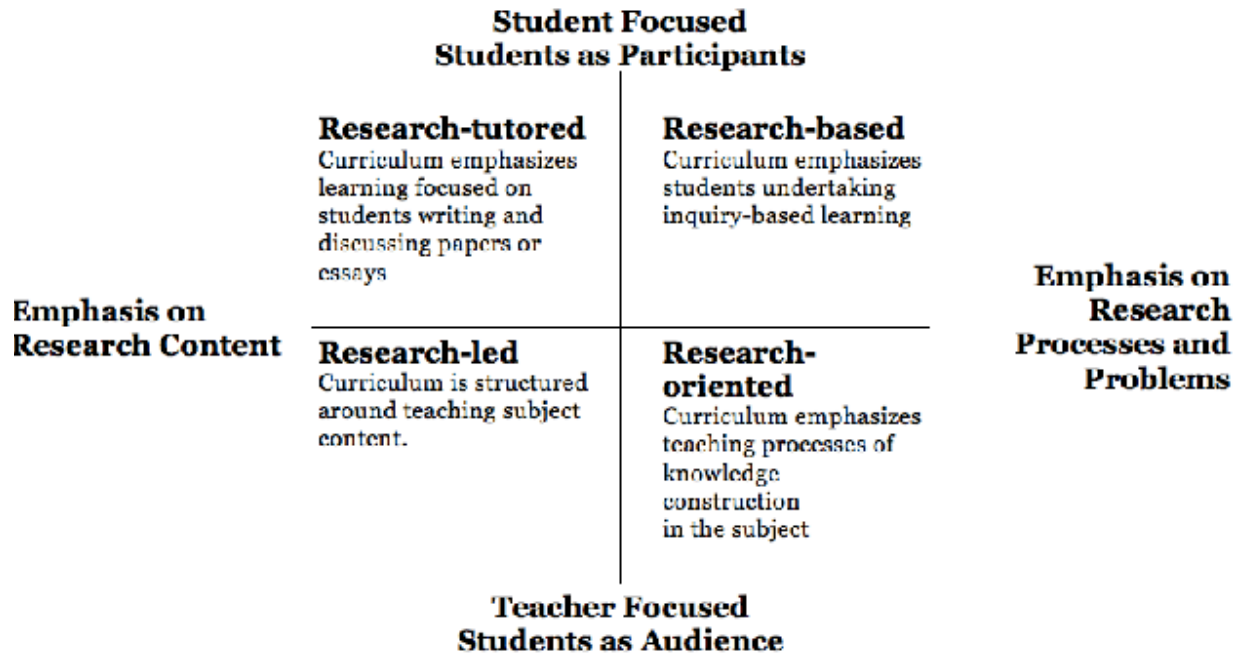 Student Focused
Students as Participants
Research-tutored
Curriculum emphasizes
learning focused on
students writing and
discussing papers or
essays
Research-based
Curriculum emphasizes
students undertaking
inquiry-based learning
Emphasis on
Research Content
Emphasis on
Research
Processes and
Problems
Research-led
Curriculum is structured
around teaching subject
content.
Research-
oriented
Curriculum emphasizes
teaching processes of
knowledge
construction
in the subject
Teacher Focused
Students as Audience